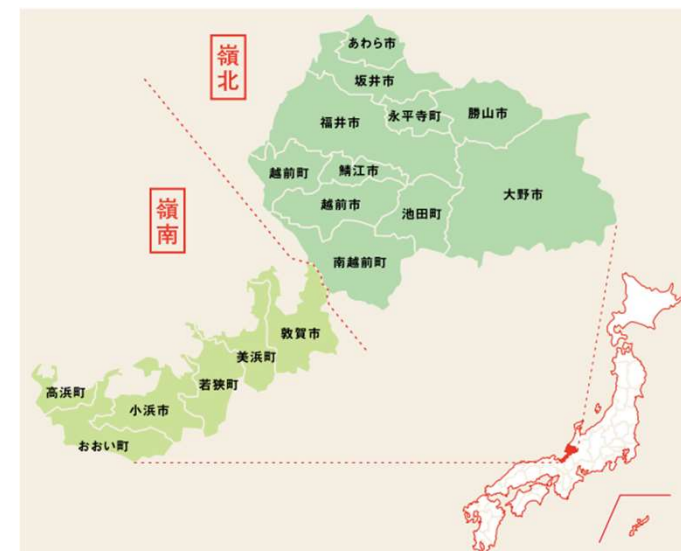 嶺北
あわら市
坂井市
福井市
永平寺町
勝山市
越前町
鯖江市
大野市
越前市
池田町
嶺南
南越前町
敦賀市
美浜町
若狭町
高浜町
小浜市
おおい町